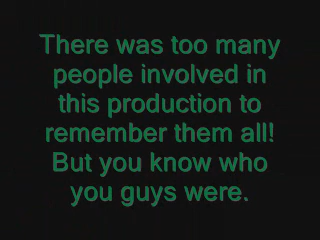 There was too many
people involved in
this production to
remember them all!
But you know who
you guys were.